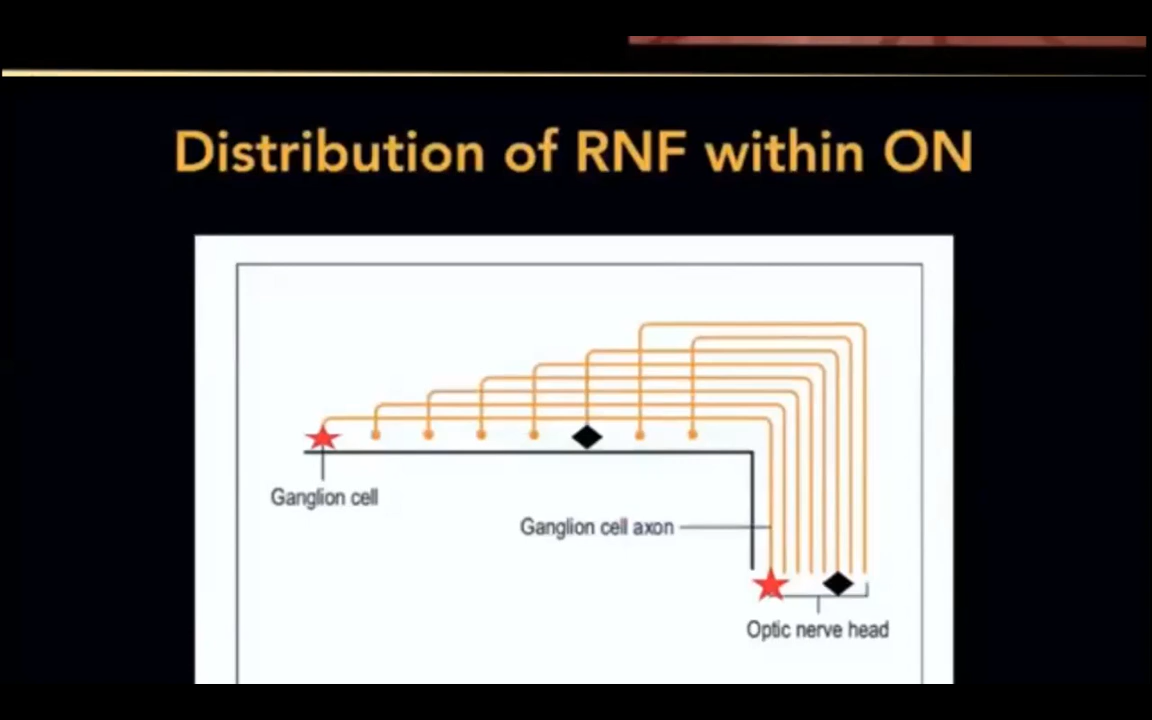 Distribution of RNF within ON
Ganglion cell
Ganglion cell axon
Optic nerve head